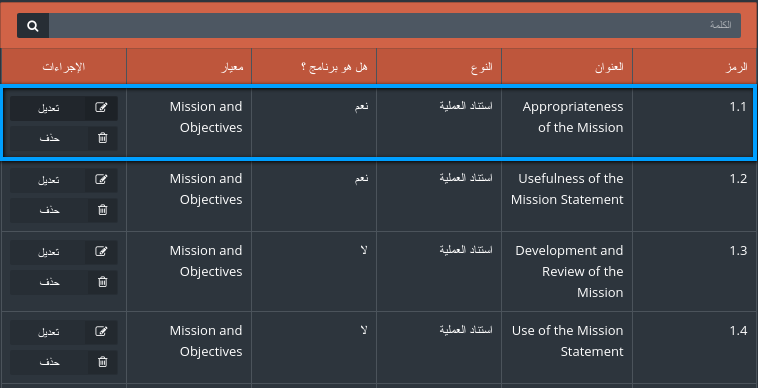 الكلمة
الرمز العنوان النوع هل هو برنامج ؟ معيار الإجراءات
1.1 Appropriateness استناد العملية نعم Mission and تعديل
of the Mission Objectives حذف
1.2 Usefulness of the استناد العملية نعم Mission and تعديل
Mission Statement Objectives حذف
1.3 Development and استناد العملية لا Mission and تعديل
Review of the Objectives حذف
Mission
1.4 Use of the Mission استناد العملية لا Mission and تعديل
Statement Objectives حذف